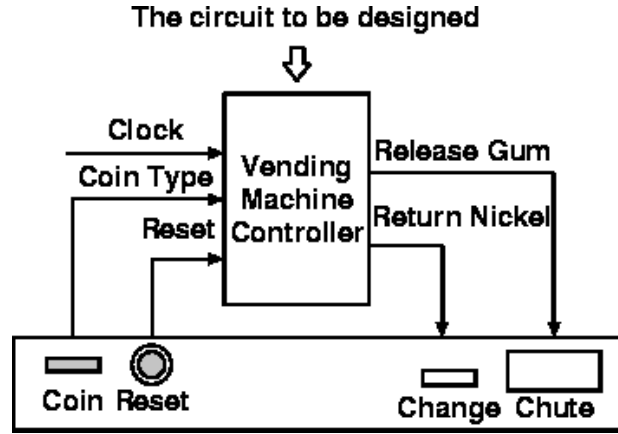 The circuit to be designed
Clock
Coin Type
Reset
Vending
Machine
Controller
Release Gum
Return Nickel
Coin
Reset
Change
Chute